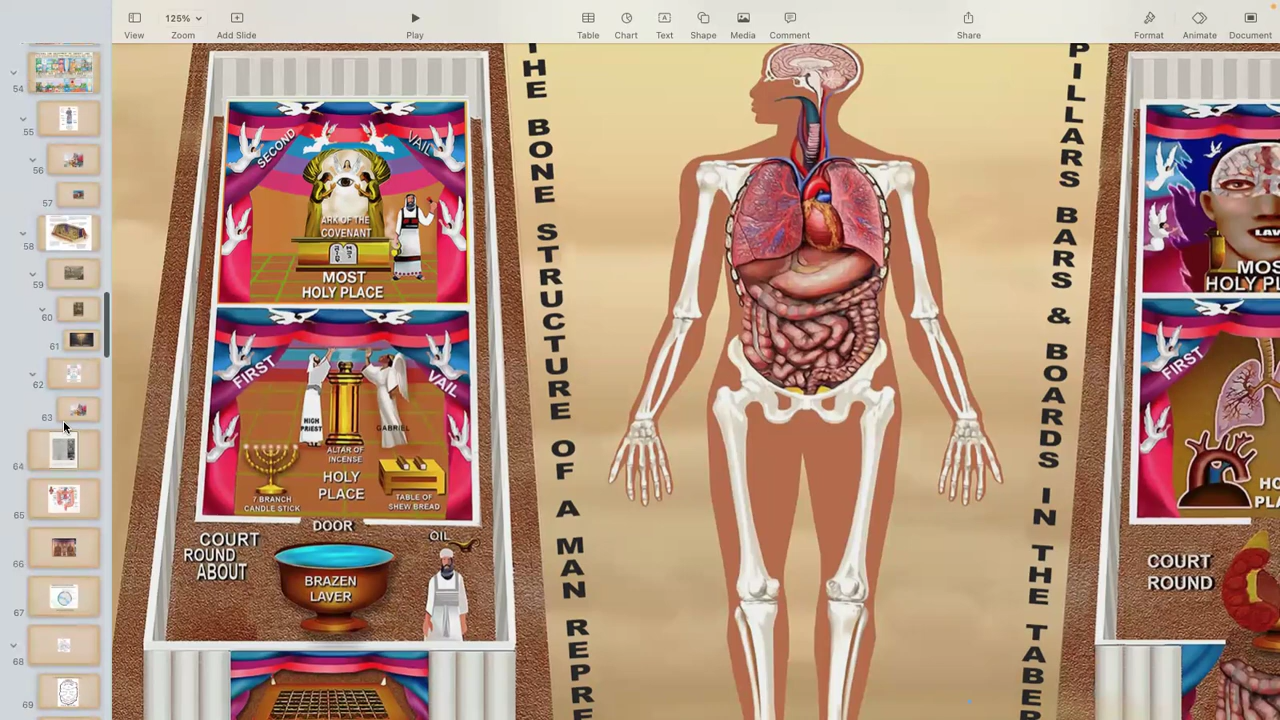 View
125%
Zoom
Add Slide
Play
Table
Chart
Text
Shape
Media
Comment
Share
Format
Animate
Document
54
55
56
57
58
59
60
61
62
63
64
65
66
67
68
69
SECOND
VAIL
ARK OF THE
COVENANT
MOST
HOLY PLACE
FIRST
VAIL
HIGH
PRIEST
GABRIEL
ALTAR OF
INCENSE
HOLY
PLACE
7 BRANCH
CANDLE STICK
TABLE OF
SHEW BREAD
DOOR
COURT
ROUND
ABOUT
OIL
BRAZEN
LAVER
THE BONE STRUCTURE OF A MAN REPRE
PILLARS BARS & BOARDS IN THE TABER
LAW
MOS
HOLY PL
FIRST
HO
PLA
COURT
ROUND